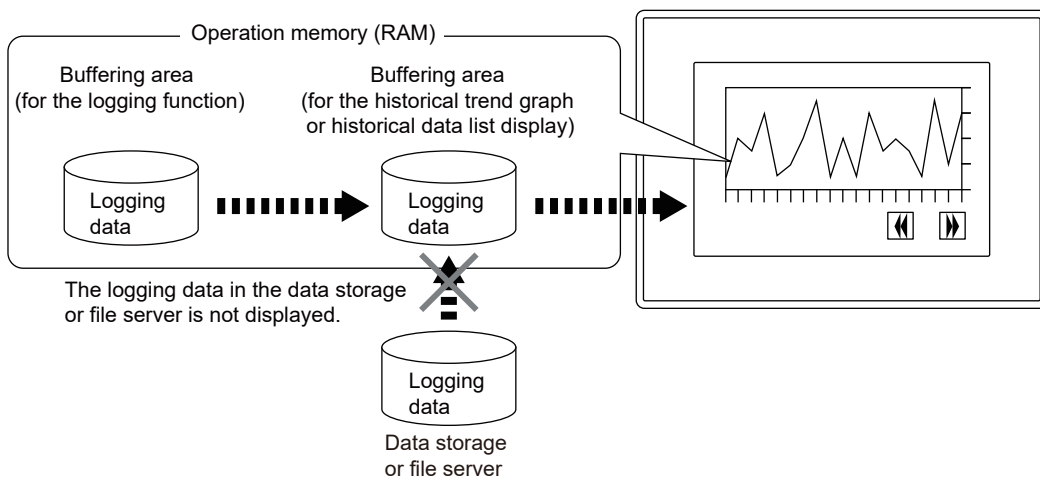 Operation memory (RAM)
Buffering area
(for the logging function)
Buffering area
(for the historical trend graph
or historical data list display)
Logging
data
Logging
data
The logging data in the data storage
or file server is not displayed.
Logging
data
Data storage
or file server